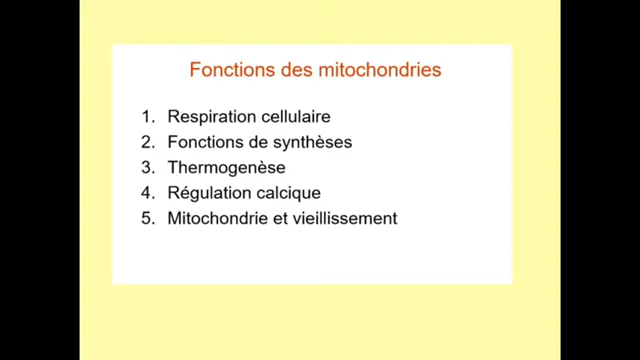 Fonctions des mitochondries
1. Respiration cellulaire
2. Fonctions de synthèses
3. Thermogenèse
4. Régulation calcique
5. Mitochondrie et vieillissement